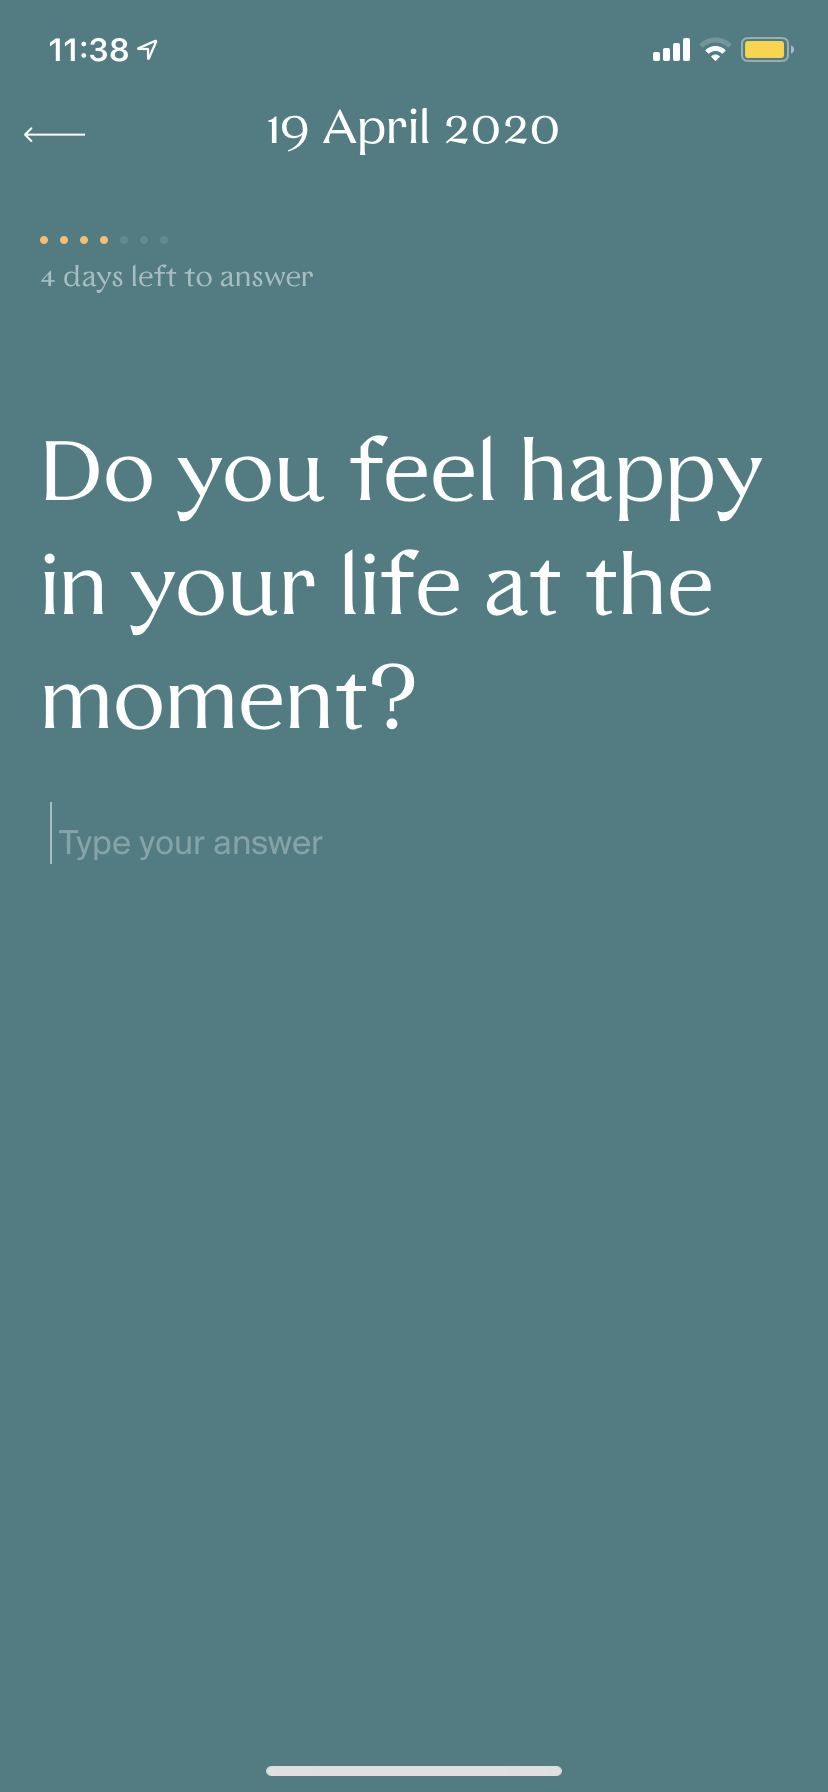 11:38
19 April 2020
4 days left to answer
Do you feel happy
in your life at the
moment?
Type your answer